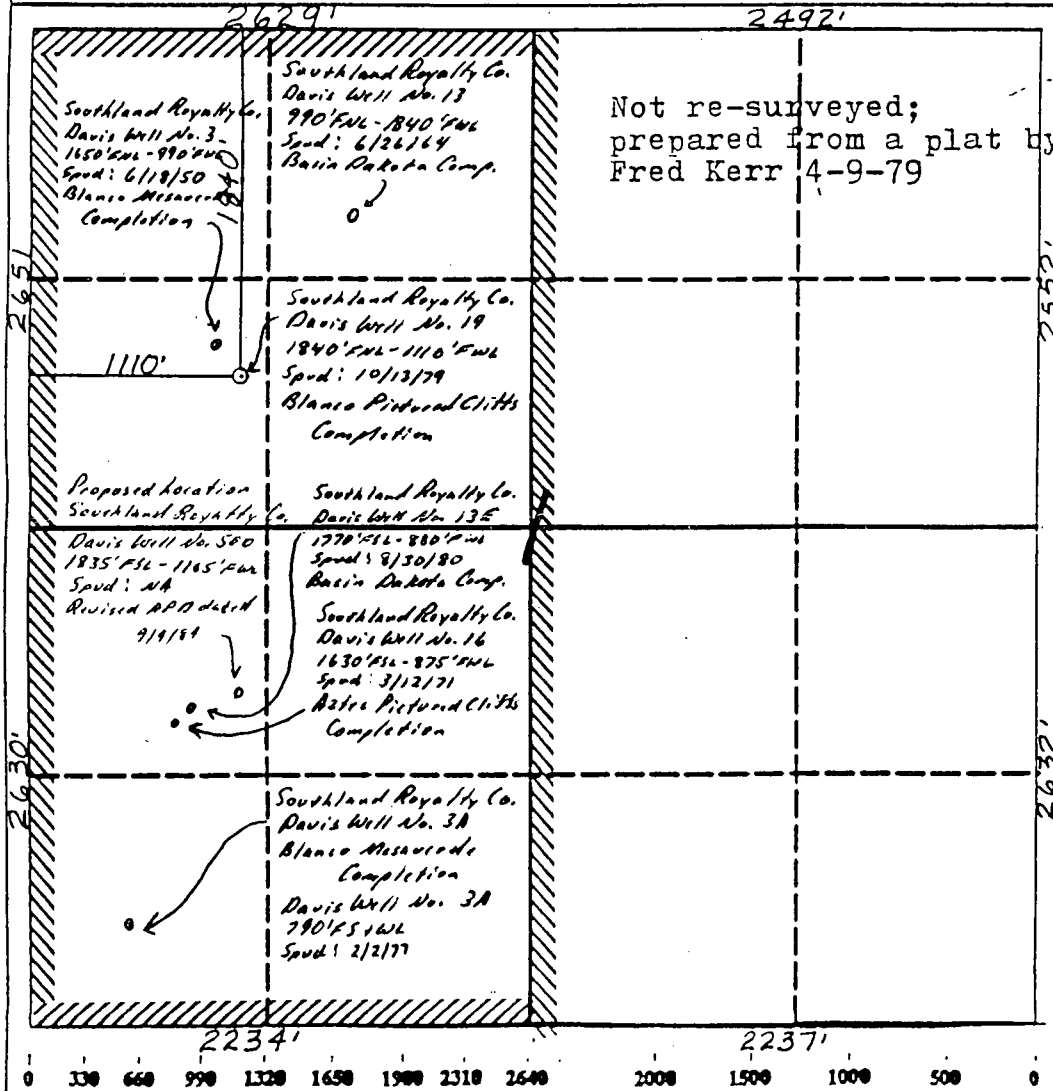 2629'
2492'
Southland Royalty Co.
Davis Well No. 3
1650'FNL-990'FWL
Spud: 6/18/50
Blanco Mesaverde
Completion
1840'
Southland Royalty Co.
Davis Well No. 13
990'FNL-1840'FWL
Spud: 6/26/64
Basin Dakota Comp.
Not re-surveyed;
prepared from a plat by
Fred Kerr 4-9-79
2651
2552'
1110'
Southland Royalty Co.
Davis Well No. 19
1840'FNL-1110'FWL
Spud: 10/13/79
Blanco Pictured Cliffs
Completion
Proposed Location
Southland Royalty Co.
Davis Well No. 500
1835'FSL-1165'FWL
Spud: NA
Revised APD dated
Southland Royalty Co.
Davis Well No. 13E
1770'FSL-880'FWL
Spud: 8/30/80
Basin Dakota Comp.
Southland Royalty Co.
Davis Well No. 16
1630'FSL-875'FWL
Spud: 3/12/71
Aztec Pictured Cliffs
Completion
2630'
2632'
Southland Royalty Co.
Davis Well No. 3A
Blanco Mesaverde
Completion
Davis Well No. 3A
790'FS+WL
Spud: 2/2/77
2234'
2237'
0 330 660 990 1320 1650 1980 2310 2640 2000 1500 1000 500 0